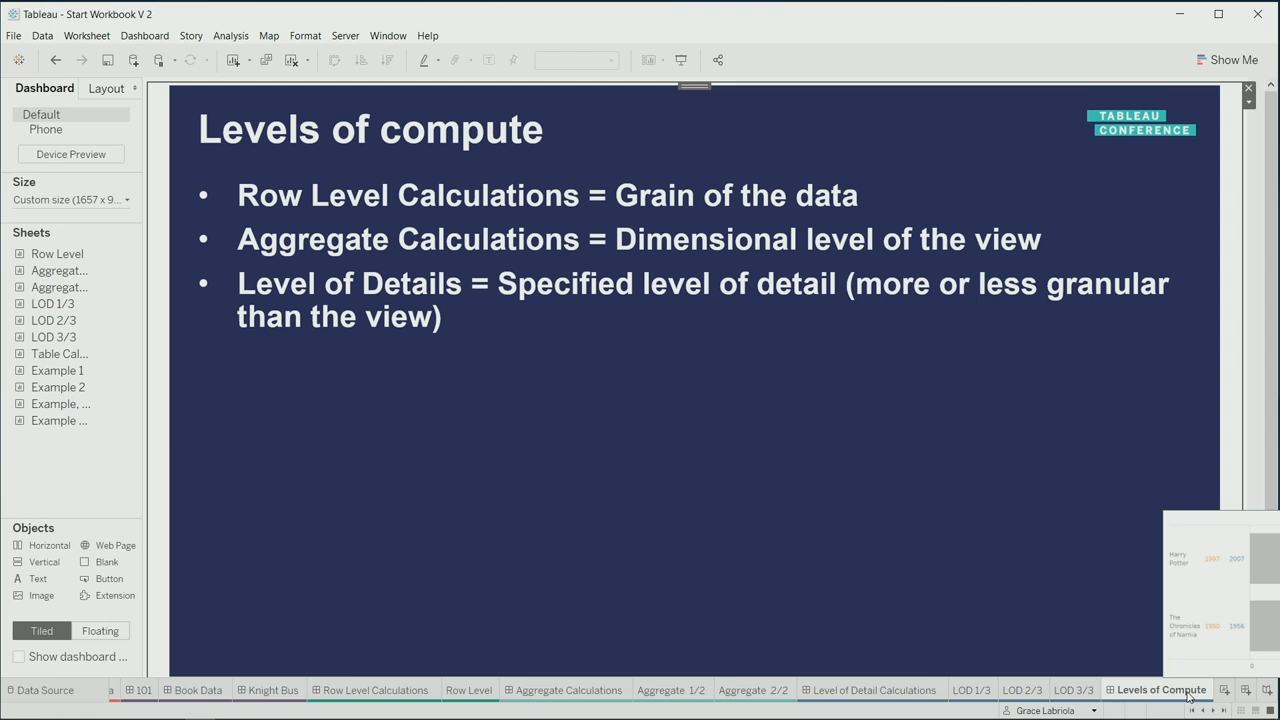 Tableau - Start Workbook V 2
File Data Worksheet Dashboard Story Analysis Map Format Server Window Help
Show Me
Dashboard Layout
Default
Phone
Device Preview
Size
Custom size (1657 x 9...
Sheets
Row Level
Aggregat...
Aggregat...
LOD 1/3
LOD 2/3
LOD 3/3
Table Cal...
Example 1
Example 2
Example, ...
Example ...
Objects
Horizontal Web Page
Vertical Blank
Text Button
Image Extension
Tiled Floating
Show dashboard ...
Levels of compute
TABLEAU
CONFERENCE
• Row Level Calculations = Grain of the data
• Aggregate Calculations = Dimensional level of the view
• Level of Details = Specified level of detail (more or less granular
than the view)
Harry
Potter 1997 2007
The
Chronicles
of Narnia 1950 1956
0
Data Source a 101 Book Data Knight Bus Row Level Calculations Row Level Aggregate Calculations Aggregate 1/2 Aggregate 2/2 Level of Detail Calculations LOD 1/3 LOD 2/3 LOD 3/3 Levels of Compute
Grace Labriola